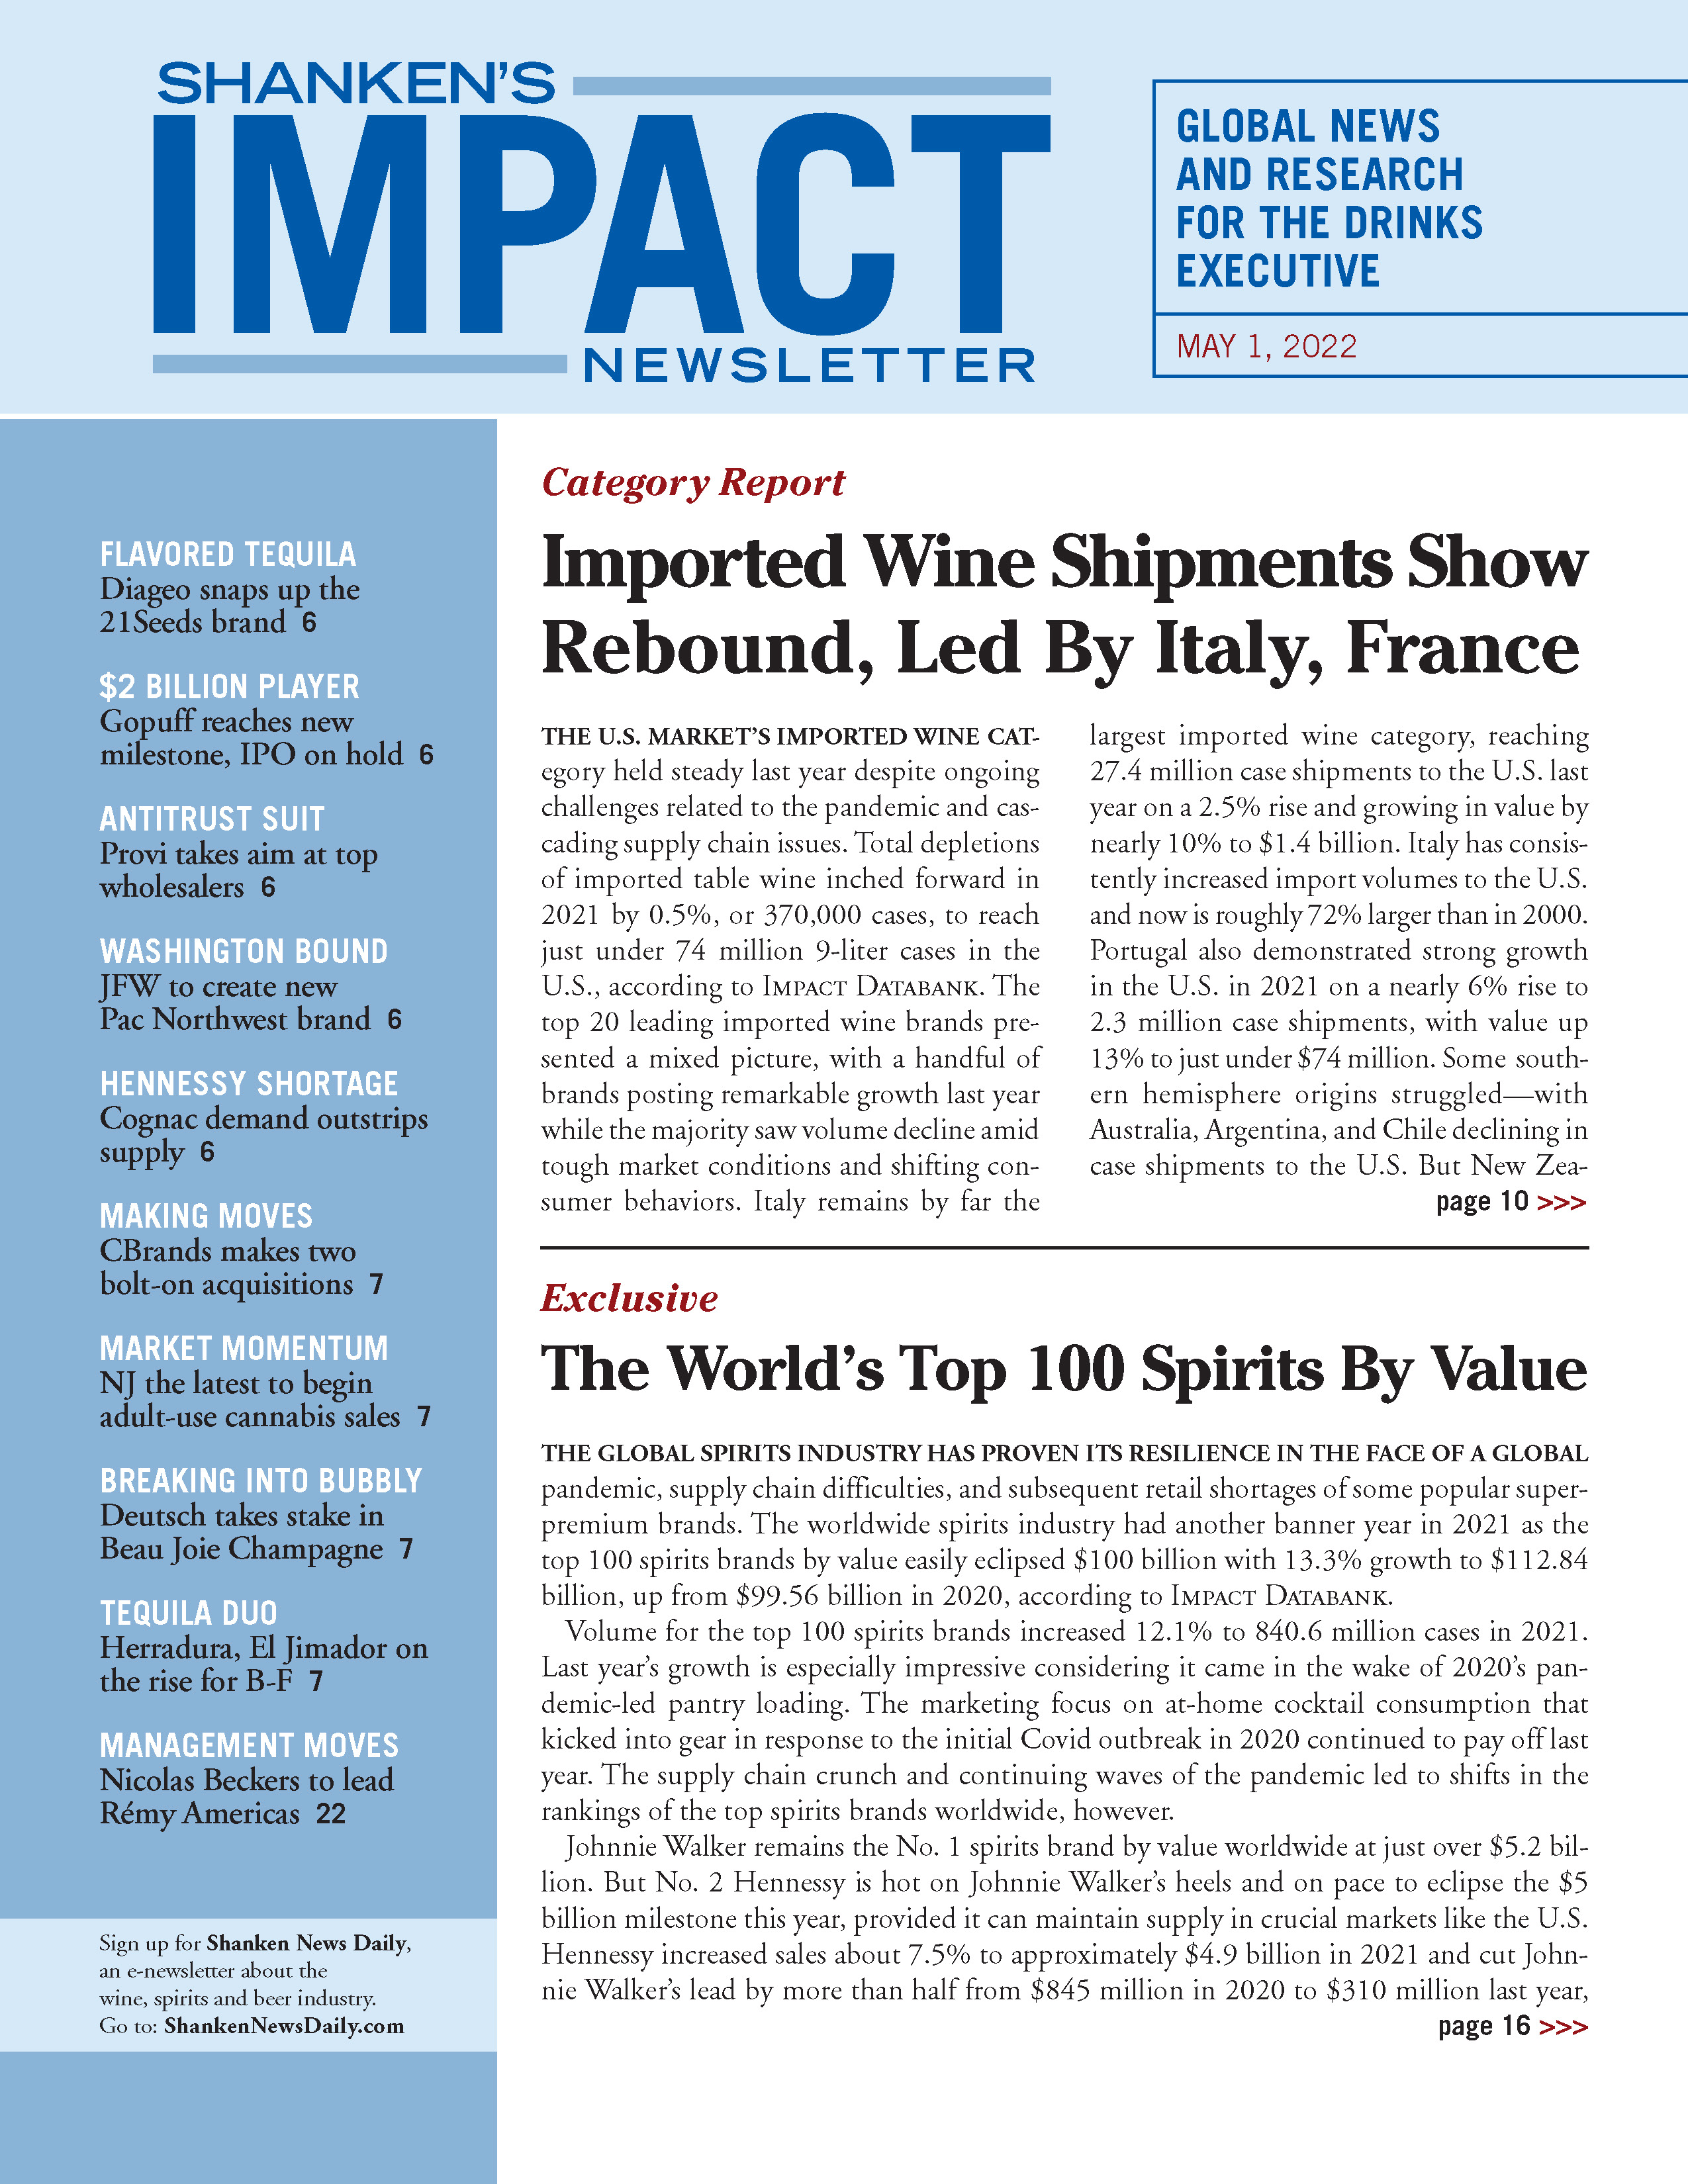 SHANKEN'S
IMPACT
NEWSLETTER
GLOBAL NEWS
AND RESEARCH
FOR THE DRINKS
EXECUTIVE
MAY 1, 2022
FLAVORED TEQUILA
Diageo snaps up the
21Seeds brand 6
$2 BILLION PLAYER
Gopuff reaches new
milestone, IPO on hold 6
ANTITRUST SUIT
Provi takes aim at top
wholesalers 6
WASHINGTON BOUND
JFW to create new
Pac Northwest brand 6
HENNESSY SHORTAGE
Cognac demand outstrips
supply 6
MAKING MOVES
CBrands makes two
bolt-on acquisitions 7
MARKET MOMENTUM
NJ the latest to begin
adult-use cannabis sales 7
BREAKING INTO BUBBLY
Deutsch takes stake in
Beau Joie Champagne 7
TEQUILA DUO
Herradura, El Jimador on
the rise for B-F 7
MANAGEMENT MOVES
Nicolas Beckers to lead
Rémy Americas 22
Sign up for Shanken News Daily,
an e-newsletter about the
wine, spirits and beer industry.
Go to: ShankenNewsDaily.com
Category Report
Imported Wine Shipments Show
Rebound, Led By Italy, France
THE U.S. MARKET'S IMPORTED WINE CAT-
egory held steady last year despite ongoing
challenges related to the pandemic and cas-
cading supply chain issues. Total depletions
of imported table wine inched forward in
2021 by 0.5%, or 370,000 cases, to reach
just under 74 million 9-liter cases in the
U.S., according to IMPACT DATABANK. The
top 20 leading imported wine brands pre-
sented a mixed picture, with a handful of
brands posting remarkable growth last year
while the majority saw volume decline amid
tough market conditions and shifting con-
sumer behaviors. Italy remains by far the
largest imported wine category, reaching
27.4 million case shipments to the U.S. last
year on a 2.5% rise and growing in value by
nearly 10% to $1.4 billion. Italy has consis-
tently increased import volumes to the U.S.
and now is roughly 72% larger than in 2000.
Portugal also demonstrated strong growth
in the U.S. in 2021 on a nearly 6% rise to
2.3 million case shipments, with value up
13% to just under $74 million. Some south-
ern hemisphere origins struggled—with
Australia, Argentina, and Chile declining in
case shipments to the U.S. But New Zea-
page 10 >>>
Exclusive
The World's Top 100 Spirits By Value
THE GLOBAL SPIRITS INDUSTRY HAS PROVEN ITS RESILIENCE IN THE FACE OF A GLOBAL
pandemic, supply chain difficulties, and subsequent retail shortages of some popular super-
premium brands. The worldwide spirits industry had another banner year in 2021 as the
top 100 spirits brands by value easily eclipsed $100 billion with 13.3% growth to $112.84
billion, up from $99.56 billion in 2020, according to IMPACT DATABANK.
Volume for the top 100 spirits brands increased 12.1% to 840.6 million cases in 2021.
Last year's growth is especially impressive considering it came in the wake of 2020's pan-
demic-led pantry loading. The marketing focus on at-home cocktail consumption that
kicked into gear in response to the initial Covid outbreak in 2020 continued to pay off last
year. The supply chain crunch and continuing waves of the pandemic led to shifts in the
rankings of the top spirits brands worldwide, however.
Johnnie Walker remains the No. 1 spirits brand by value worldwide at just over $5.2 bil-
lion. But No. 2 Hennessy is hot on Johnnie Walker's heels and on pace to eclipse the $5
billion milestone this year, provided it can maintain supply in crucial markets like the U.S.
Hennessy increased sales about 7.5% to approximately $4.9 billion in 2021 and cut John-
nie Walker's lead by more than half from $845 million in 2020 to $310 million last year,
page 16 >>>